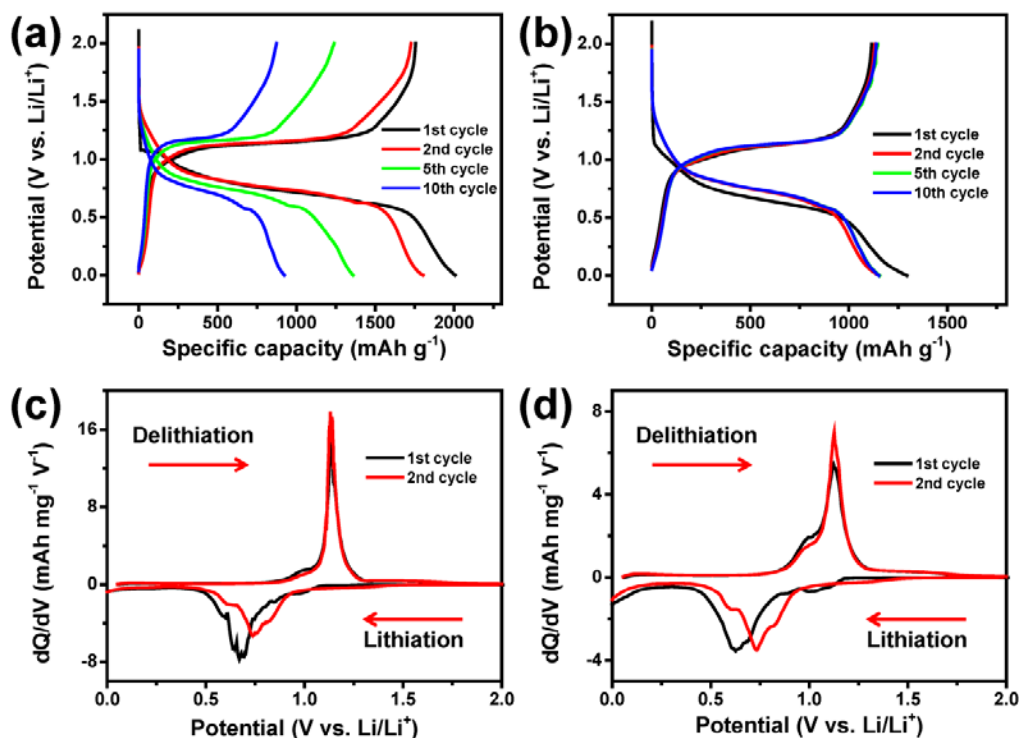 (a)
2.0
1.5
1.0
0.5
0.0
Potential (V vs. Li/Li⁺)
1st cycle
2nd cycle
5th cycle
10th cycle
0 500 1000 1500 2000
Specific capacity (mAh g⁻¹)
(b)
2.0
1.5
1.0
0.5
0.0
Potential (V vs. Li/Li⁺)
1st cycle
2nd cycle
5th cycle
10th cycle
0 500 1000 1500
Specific capacity (mAh g⁻¹)
(c)
16
8
0
-8
dQ/dV (mAh mg⁻¹ V⁻¹)
Delithiation
1st cycle
2nd cycle
Lithiation
0.0 0.5 1.0 1.5 2.0
Potential (V vs. Li/Li⁺)
(d)
8
4
0
-4
dQ/dV (mAh mg⁻¹ V⁻¹)
Delithiation
1st cycle
2nd cycle
Lithiation
0.0 0.5 1.0 1.5 2.0
Potential (V vs. Li/Li⁺)